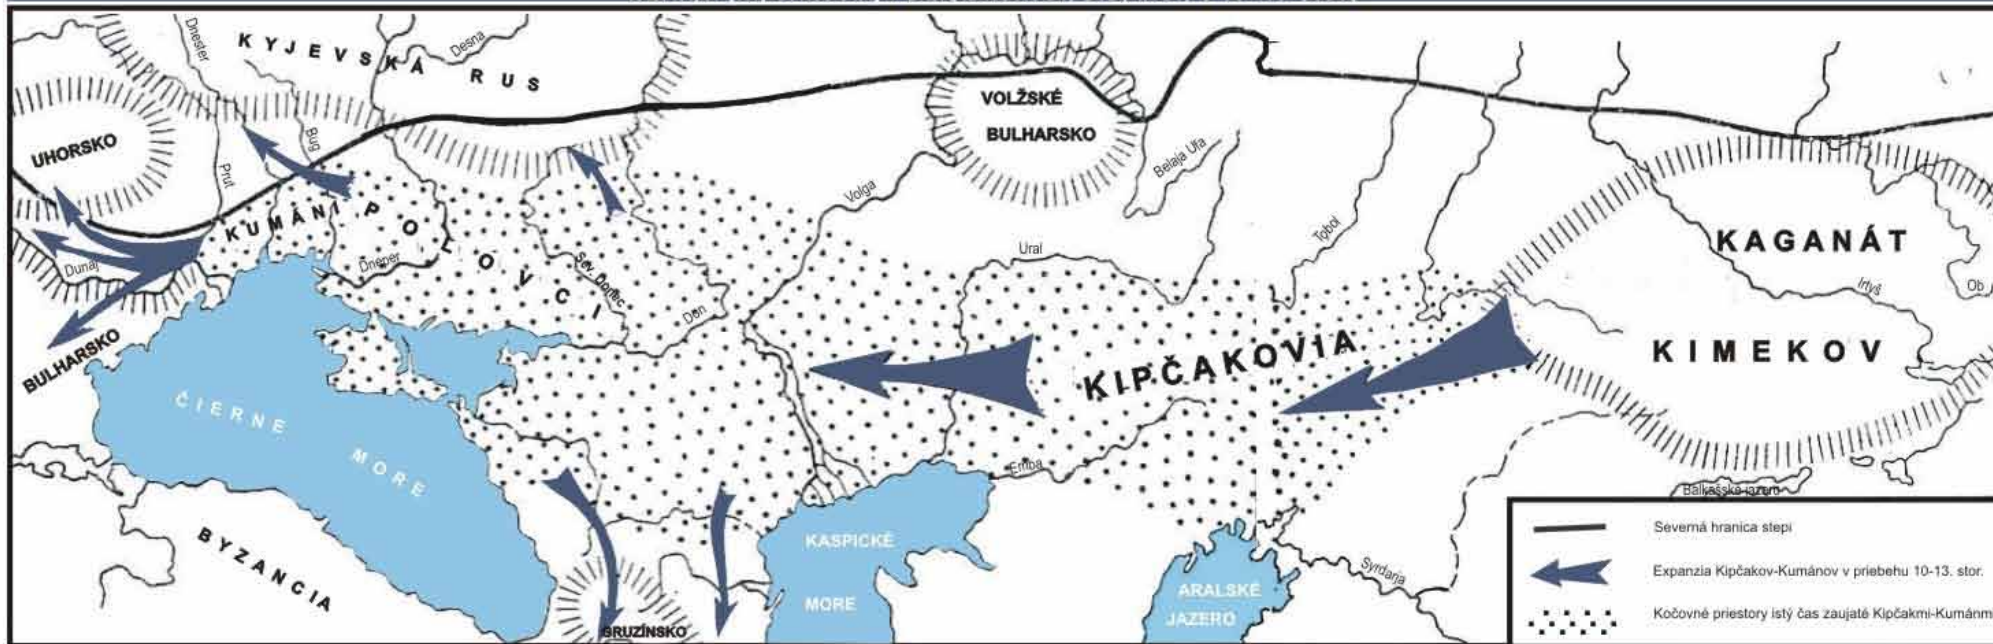 KYJEVSKÁ RUS
Dnester
Desna
UHORSKO
Bug
Prut
VOLŽSKÉ
BULHARSKO
Belaja Ufa
Volga
Ural
Tobol
KAGANÁT
KIMEKOV
Irtyš
Ob
KUMÁNI POLOVCI
Dunaj
Dneper
Sev. Donec
Don
KIPČAKOVIA
BULHARSKO
ČIERNE MORE
BYZANCIA
Emba
KASPICKÉ
MORE
GRUZÍNSKO
ARALSKÉ
JAZERO
Syrdarja
Balkašské jazero
Severná hranica stepi
Expanzia Kipčakov-Kumánov v priebehu 10-13. stor.
Kočovné priestory istý čas zaujaté Kipčakmi-Kumánm